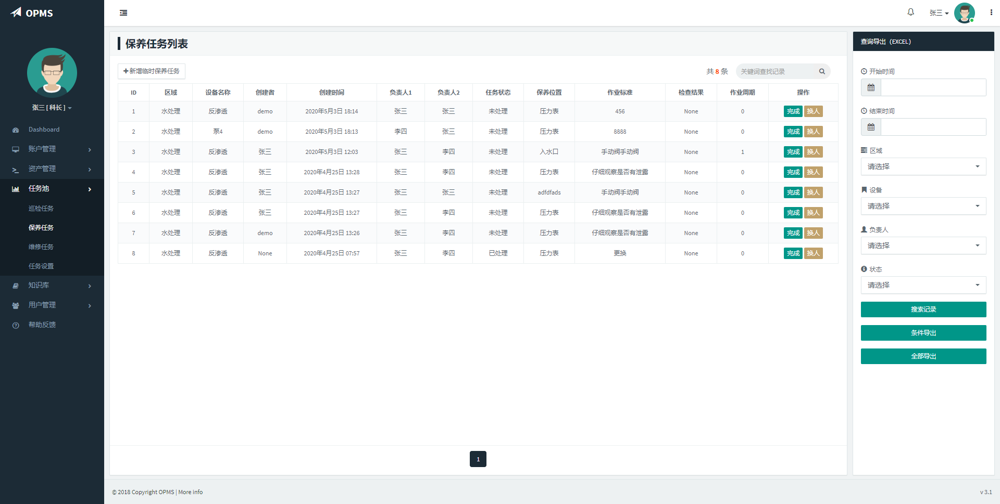 OPMS
张三
张三 [ 科长 ]
Dashboard
账户管理
资产管理
任务池
巡检任务
保养任务
维修任务
任务设置
知识库
用户管理
帮助反馈
保养任务列表
新增临时保养任务
共 8 条
关键词查找记录
ID 区域 设备名称 创建者 创建时间 负责人1 负责人2 任务状态 保养位置 作业标准 检查结果 作业周期 操作
1 水处理 反渗透 demo 2020年5月3日 18:14 张三 张三 未处理 压力表 456 None 0 完成 换人
2 水处理 泵4 demo 2020年5月3日 18:13 李四 张三 未处理 压力表 8888 None 0 完成 换人
3 水处理 反渗透 张三 2020年5月3日 12:03 张三 李四 未处理 入水口 手动阀手动阀 None 1 完成 换人
4 水处理 反渗透 张三 2020年4月25日 13:28 张三 李四 未处理 压力表 仔细观察是否有泄露 None 0 完成 换人
5 水处理 反渗透 张三 2020年4月25日 13:27 张三 张三 未处理 adfdfads 手动阀手动阀 None 0 完成 换人
6 水处理 反渗透 张三 2020年4月25日 13:27 张三 李四 未处理 压力表 仔细观察是否有泄露 None 0 完成 换人
7 水处理 反渗透 demo 2020年4月25日 13:26 张三 李四 未处理 压力表 仔细观察是否有泄露 None 0 完成 换人
8 水处理 反渗透 None 2020年4月25日 07:57 张三 李四 已处理 压力表 更换 None 0 完成 换人
1
查询导出（EXCEL）
开始时间
结束时间
区域
请选择
设备
请选择
负责人
请选择
状态
请选择
搜索记录
条件导出
全部导出
© 2018 Copyright OPMS | More info
v 3.1